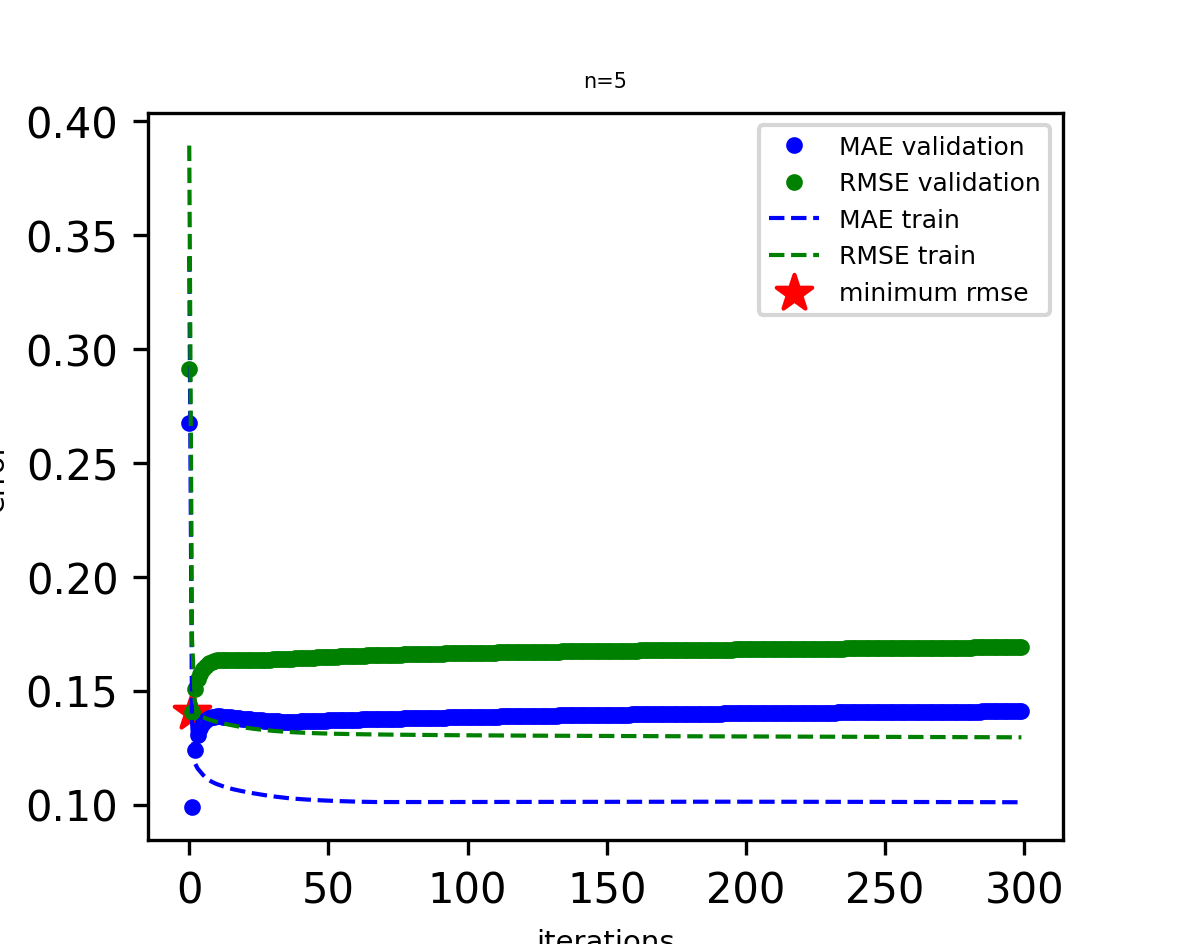 n=5
0.40
0.35
0.30
0.25
0.20
0.15
0.10
MAE validation
RMSE validation
MAE train
RMSE train
minimum rmse
0 50 100 150 200 250 300
iterations